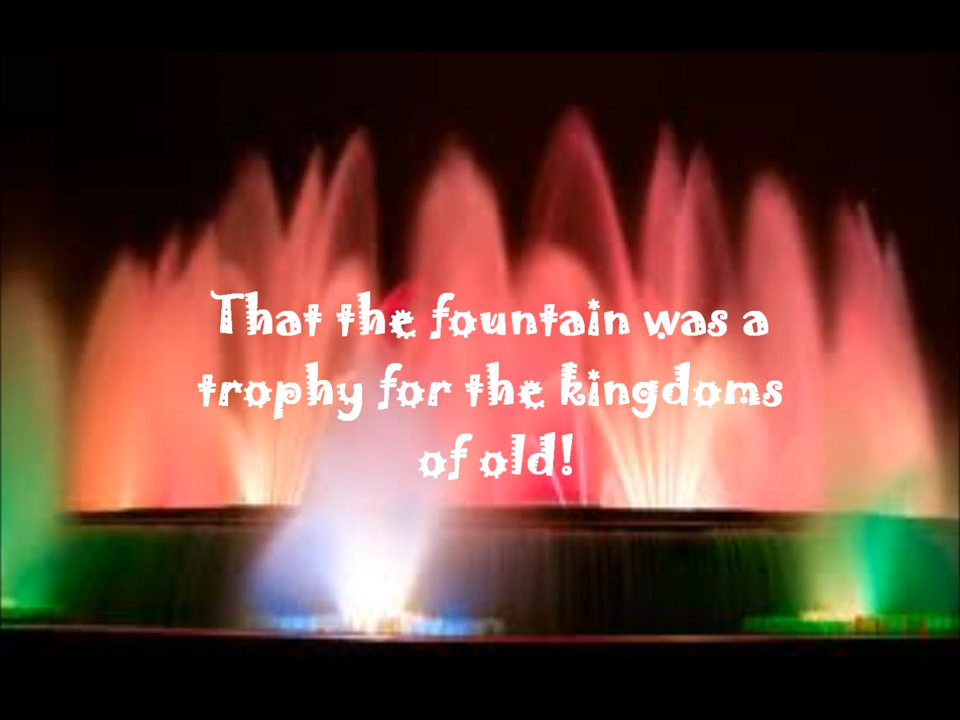 That the fountain was a
trophy for the kingdoms
of old!